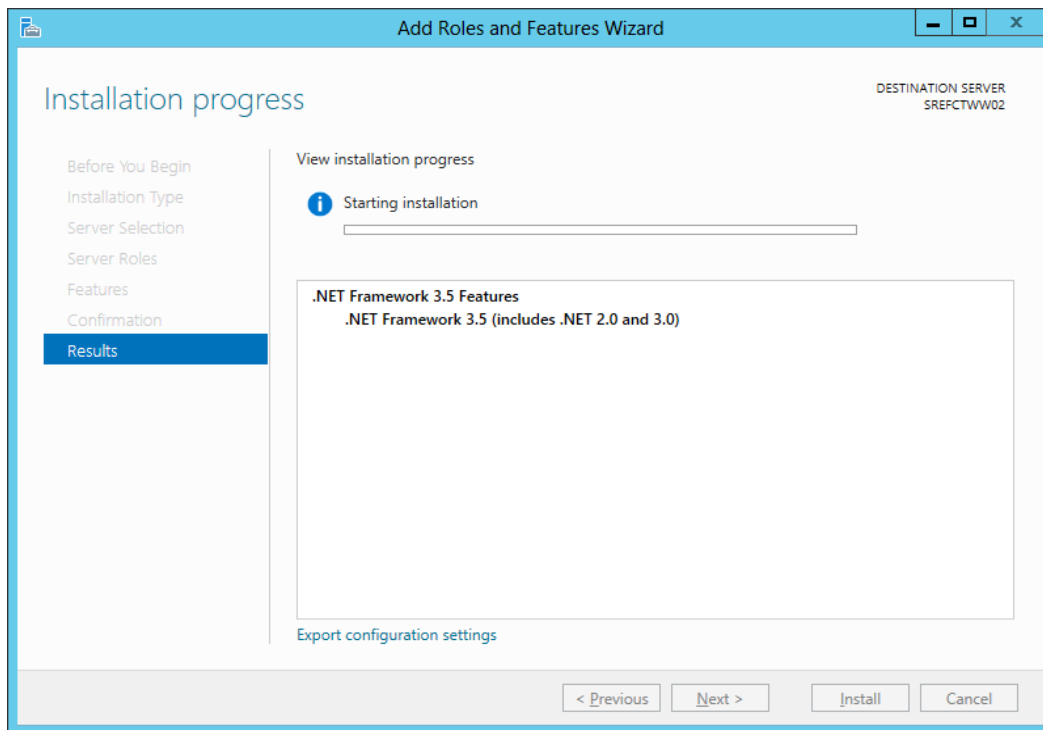 Add Roles and Features Wizard
Installation progress
DESTINATION SERVER
SREFCTWW02
Before You Begin
Installation Type
Server Selection
Server Roles
Features
Confirmation
Results
View installation progress
Starting installation
.NET Framework 3.5 Features
.NET Framework 3.5 (includes .NET 2.0 and 3.0)
Export configuration settings
< Previous
Next >
Install
Cancel